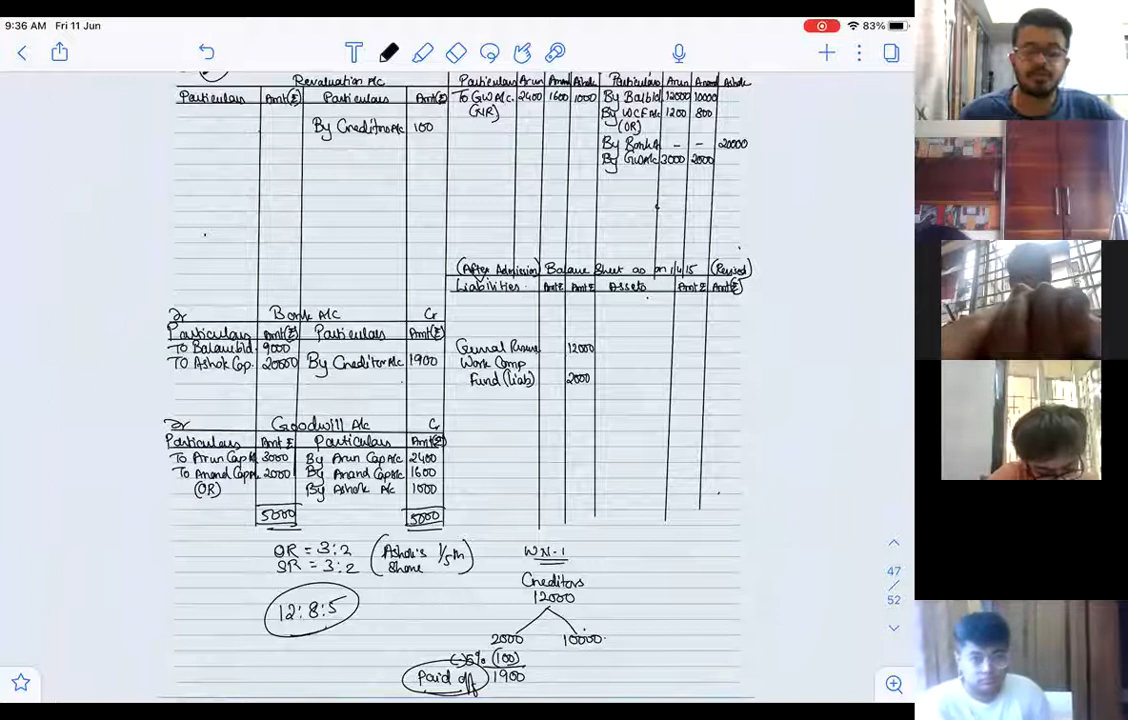 9:36 AM Fri 11 Jun
83%
Revaluation A/c
Particulars Amt(₹) Particulars Amt(₹)
By Creditors A/c 100
Particulars Arun Anand Ashok Particulars Arun Anand Ashok
To GW A/c. 2400 1600 1000 By Bal b/d 12000 10000
(NR) By WCF A/c 1200 800
(OR)
By Bank A/c - - 20000
By GW A/c 3000 2000
(After Admission) Balance Sheet as on 1/4/15 (Revised)
Liabilities Amt ₹ Amt ₹ Assets Amt ₹ Amt(₹)
General Reserve 12000
Work Comp
Fund (Liab) 2000
Dr Bank A/c Cr
Particulars Amt(₹) Particulars Amt(₹)
To Balance b/d. 9000
To Ashok Cap. 20000 By Creditor A/c 1900
Dr Goodwill A/c Cr
Particulars Amt ₹ Particulars Amt(₹)
To Arun Cap A/c 3000 By Arun Cap A/c 2400
To Anand Cap A/c 2000 By Anand Cap A/c 1600
(OR) By Ashok A/c 1000
5000 5000
OR = 3:2 (Ashok's Share 1/5th)
SR = 3:2
12:8:5
WN-1
Creditors
12000
2000 10000
(-) 5% (100)
Paid off 1900
47
/
52